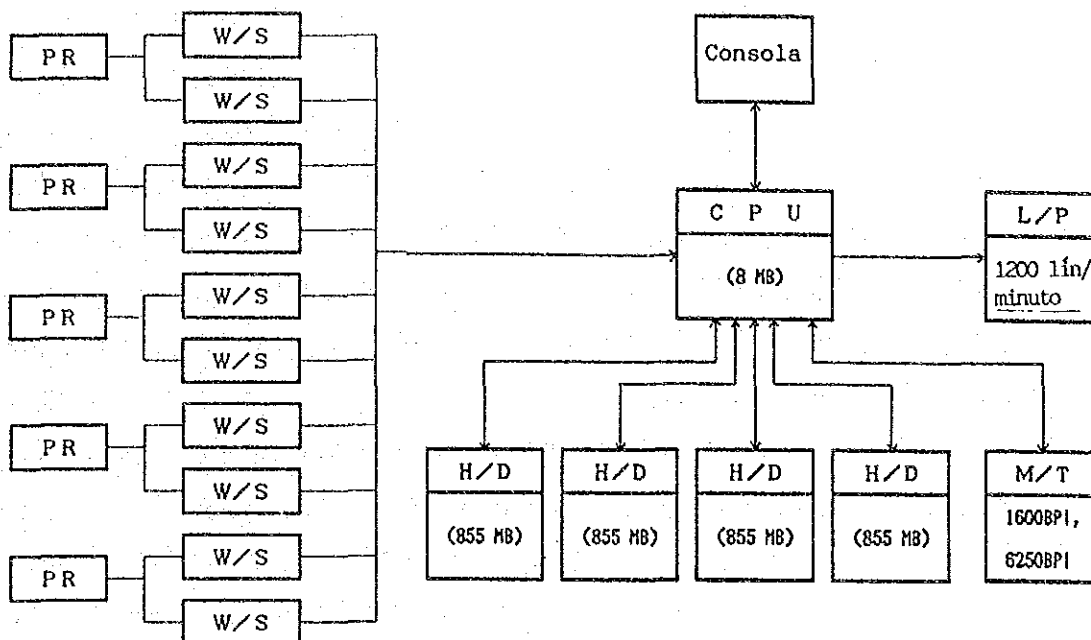 PR
W/S
W/S
PR
W/S
W/S
PR
W/S
W/S
PR
W/S
W/S
PR
W/S
W/S
Consola
C P U
(8 MB)
L/P
1200 lín/
minuto
H/D
(855 MB)
H/D
(855 MB)
H/D
(855 MB)
H/D
(855 MB)
M/T
1600BPI,
6250BPI